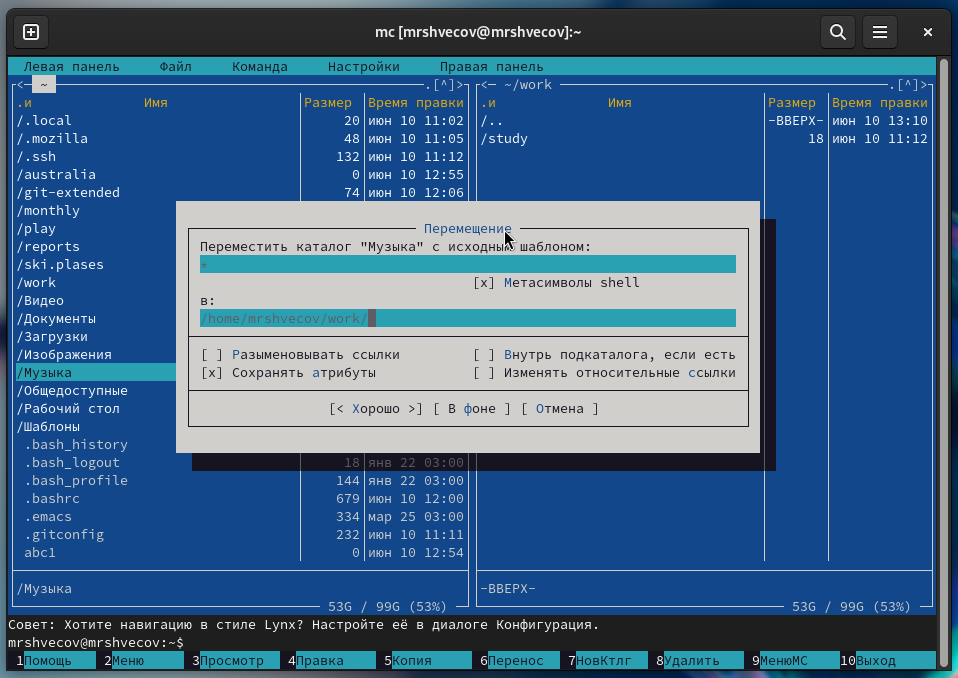 mc [mrshvecov@mrshvecov]:~
Левая панель Файл Команда Настройки Правая панель
<─ ~ .[^]> <─ ~/work .[^]>
.и Имя Размер Время правки .и Имя Размер Время правки
/.local 20 июн 10 11:02 /.. -ВВЕРХ- июн 10 13:10
/.mozilla 48 июн 10 11:05 /study 18 июн 10 11:12
/.ssh 132 июн 10 11:12
/australia 0 июн 10 12:55
/git-extended 74 июн 10 12:06
/monthly
/play
Перемещение
/reports
Переместить каталог "Музыка" с исходным шаблоном:
/ski.plases
*
/work
[x] Метасимволы shell
/Видео
в:
/Документы
/home/mrshvecov/work/
/Загрузки
/Изображения
[ ] Разыменовывать ссылки [ ] Внутрь подкаталога, если есть
/Музыка
[x] Сохранять атрибуты [ ] Изменять относительные ссылки
/Общедоступные
/Рабочий стол
[< Хорошо >] [ В фоне ] [ Отмена ]
/Шаблоны
.bash_history
.bash_logout 18 янв 22 03:00
.bash_profile 144 янв 22 03:00
.bashrc 679 июн 10 12:00
.emacs 334 мар 25 03:00
.gitconfig 232 июн 10 11:11
abc1 0 июн 10 12:54
/Музыка -ВВЕРХ-
53G / 99G (53%) 53G / 99G (53%)
Совет: Хотите навигацию в стиле Lynx? Настройте её в диалоге Конфигурация.
mrshvecov@mrshvecov:~$
1Помощь 2Меню 3Просмотр 4Правка 5Копия 6Перенос 7НовКтлг 8Удалить 9МенюМС 10Выход